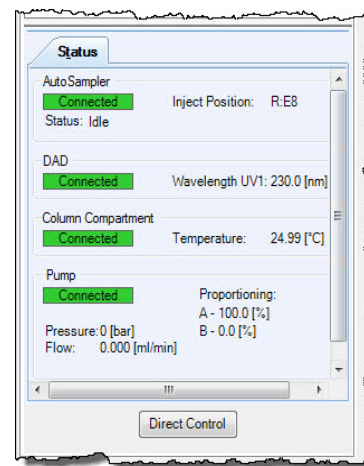 Status
AutoSampler
Connected Inject Position: R:E8
Status: Idle
DAD
Connected Wavelength UV1: 230.0 [nm]
Column Compartment
Connected Temperature: 24.99 [°C]
Pump
Connected Proportioning:
A - 100.0 [%]
Pressure: 0 [bar] B - 0.0 [%]
Flow: 0.000 [ml/min]
Direct Control